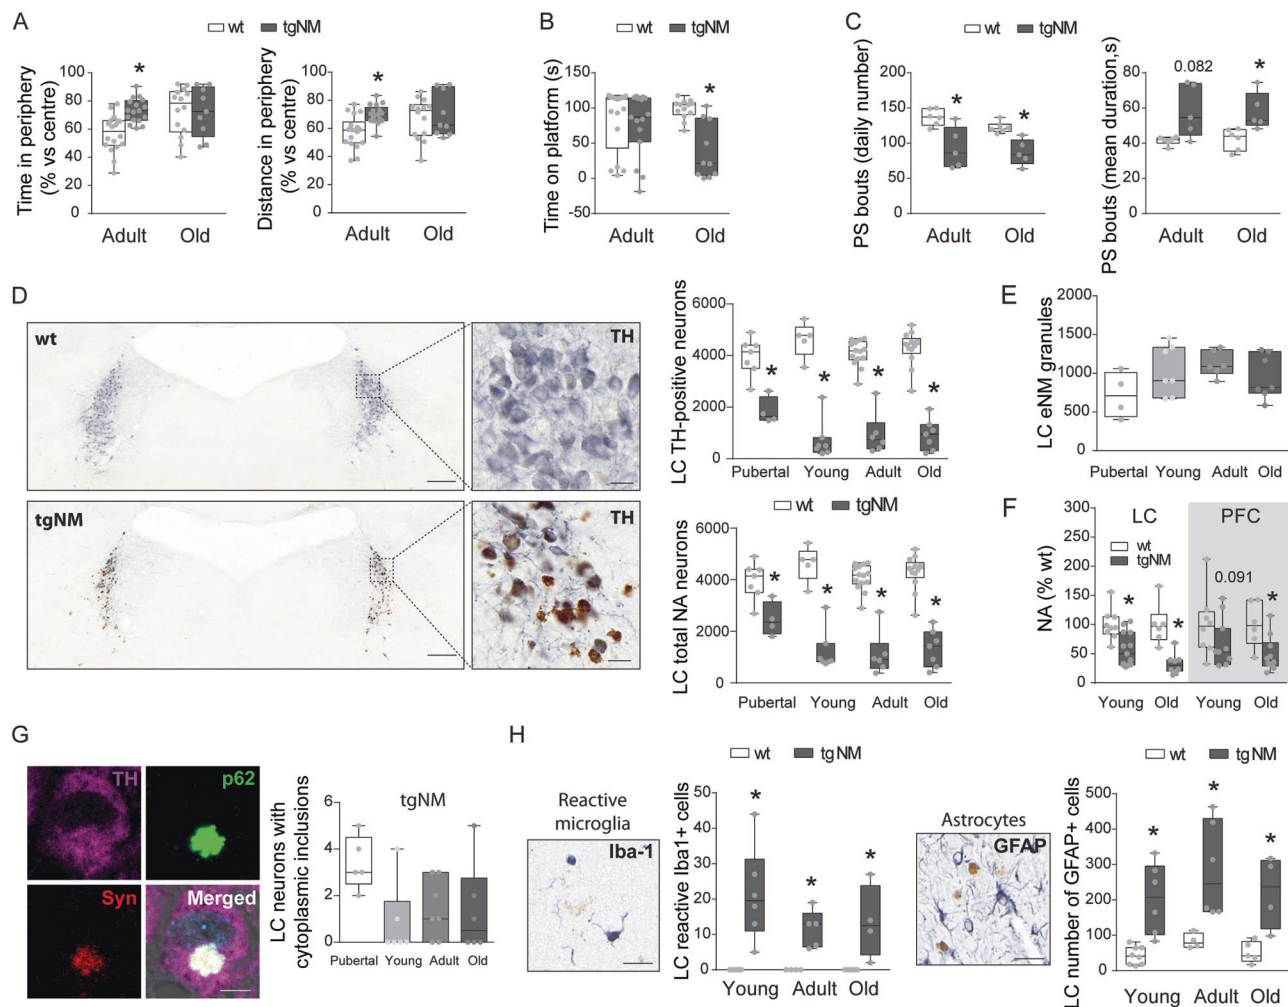 A
wt
tgNM
Time in periphery
(% vs centre)
100
80
60
40
20
0
*
Adult
Old
Distance in periphery
(% vs centre)
100
80
60
40
20
0
*
Adult
Old
B
wt
tgNM
Time on platform (s)
150
100
50
0
-50
*
Adult
Old
C
wt
tgNM
PS bouts (daily number)
200
150
100
50
0
*
*
Adult
Old
PS bouts (mean duration,s)
80
60
40
20
0
0.082
*
Adult
Old
D
wt
TH
tgNM
TH
LC TH-positive neurons
6000
4000
2000
0
*
*
*
*
Pubertal
Young
Adult
Old
wt
tgNM
LC total NA neurons
6000
4000
2000
0
*
*
*
*
Pubertal
Young
Adult
Old
E
LC eNM granules
2000
1500
1000
500
0
Pubertal
Young
Adult
Old
F
NA (% wt)
300
250
200
150
100
50
0
LC
PFC
wt
tgNM
*
*
0.091
*
Young
Old
Young
Old
G
TH
p62
Syn
Merged
tgNM
LC neurons with
cytoplasmic inclusions
6
4
2
0
Pubertal
Young
Adult
Old
H
Reactive
microglia
Iba-1
wt
tgNM
LC reactive Iba1+ cells
50
40
30
20
10
0
*
*
*
Young
Adult
Old
Astrocytes
GFAP
wt
tgNM
LC number of GFAP+ cells
500
400
300
200
100
0
*
*
*
Young
Adult
Old